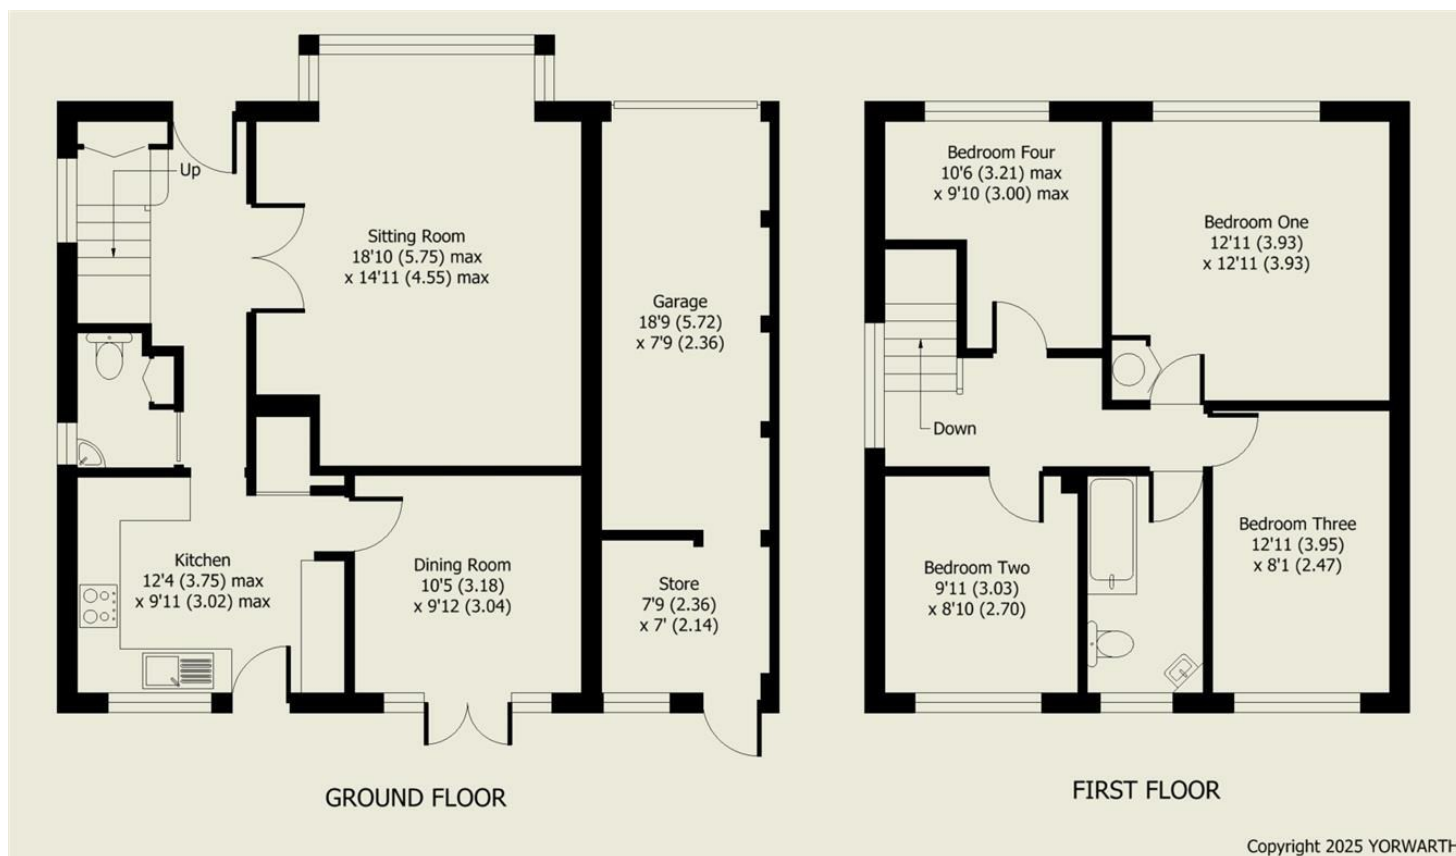 Up
Sitting Room
18'10 (5.75) max
x 14'11 (4.55) max
Garage
18'9 (5.72)
x 7'9 (2.36)
Kitchen
12'4 (3.75) max
x 9'11 (3.02) max
Dining Room
10'5 (3.18)
x 9'12 (3.04)
Store
7'9 (2.36)
x 7' (2.14)
GROUND FLOOR
Bedroom Four
10'6 (3.21) max
x 9'10 (3.00) max
Bedroom One
12'11 (3.93)
x 12'11 (3.93)
Down
Bedroom Two
9'11 (3.03)
x 8'10 (2.70)
Bedroom Three
12'11 (3.95)
x 8'1 (2.47)
FIRST FLOOR
Copyright 2025 YORWARTH